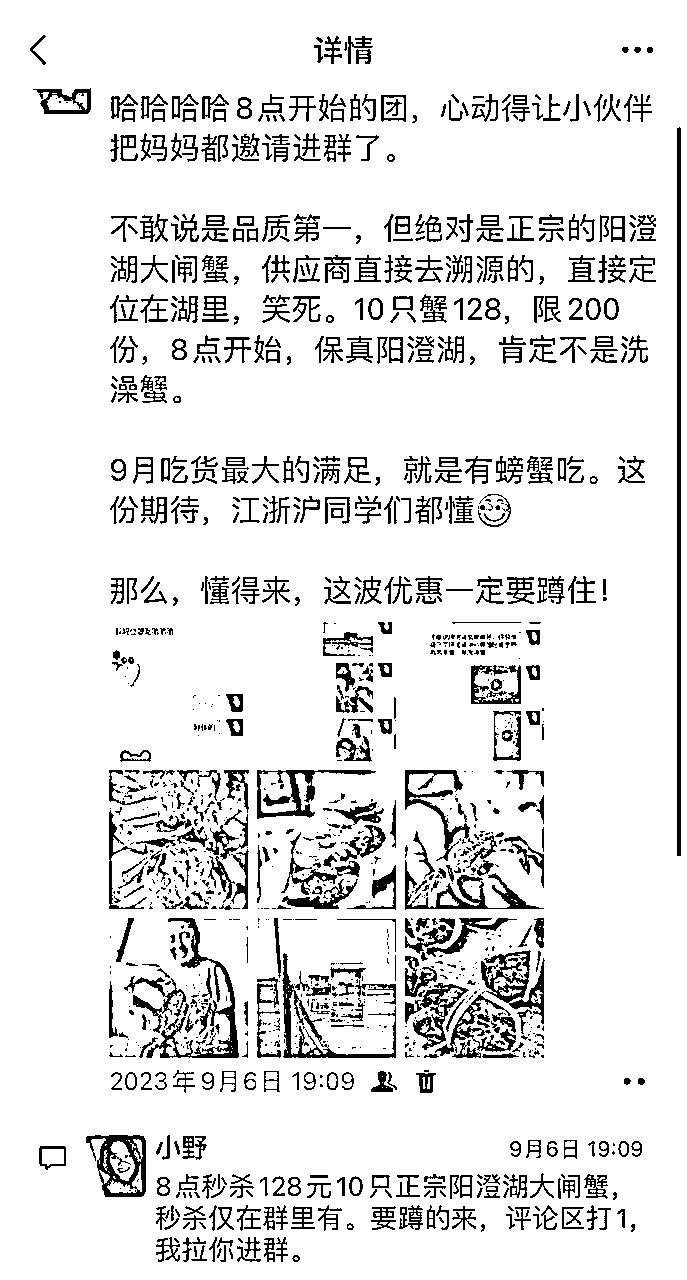 详情
哈哈哈哈8点开始的团，心动得让小伙伴
把妈妈都邀请进群了。
不敢说是品质第一，但绝对是正宗的阳澄
湖大闸蟹，供应商直接去溯源的，直接定
位在湖里，笑死。10只蟹128，限200
份，8点开始，保真阳澄湖，肯定不是洗
澡蟹。
9月吃货最大的满足，就是有螃蟹吃。这
份期待，江浙沪同学们都懂😊
那么，懂得来，这波优惠一定要蹲住！
2023年9月6日 19:09
小野
9月6日 19:09
8点秒杀128元10只正宗阳澄湖大闸蟹，
秒杀仅在群里有。要蹲的来，评论区打1，
我拉你进群。